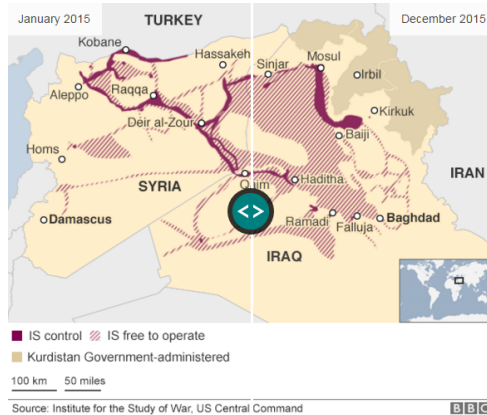 January 2015
TURKEY
December 2015
Kobane
Hassakeh
Sinjar
Mosul
Irbil
Aleppo
Raqqa
Kirkuk
Deir al-Zour
Baiji
Homs
IRAN
SYRIA
Qaim
Haditha
Damascus
<>
Ramadi
Falluja
Baghdad
IRAQ
IS control
IS free to operate
Kurdistan Government-administered
100 km
50 miles
Source: Institute for the Study of War, US Central Command
BBC